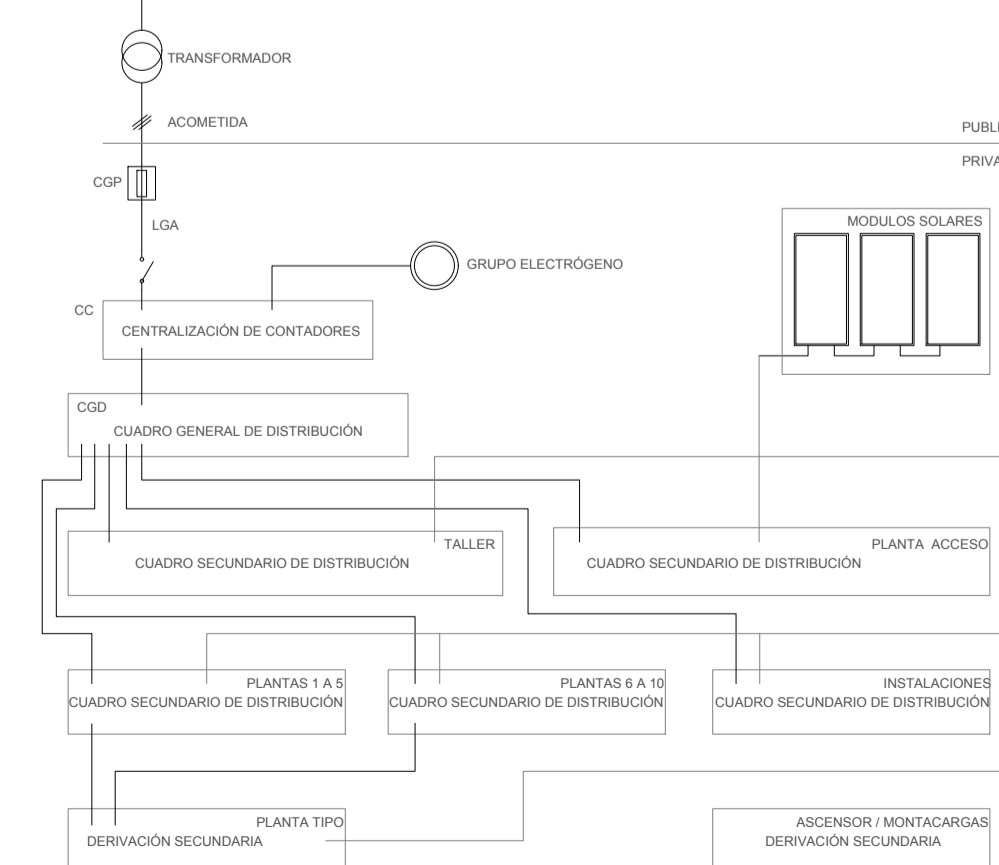 TRANSFORMADOR
ACOMETIDA
CGP
LGA
MODULOS SOLARES
GRUPO ELECTRÓGENO
CC
CENTRALIZACIÓN DE CONTADORES
CGD
CUADRO GENERAL DE DISTRIBUCIÓN
TALLER
CUADRO SECUNDARIO DE DISTRIBUCIÓN
PLANTA ACCESO
CUADRO SECUNDARIO DE DISTRIBUCIÓN
PLANTAS 1 A 5
CUADRO SECUNDARIO DE DISTRIBUCIÓN
PLANTAS 6 A 10
CUADRO SECUNDARIO DE DISTRIBUCIÓN
INSTALACIONES
CUADRO SECUNDARIO DE DISTRIBUCIÓN
PLANTA TIPO
DERIVACIÓN SECUNDARIA
ASCENSOR / MONTACARGAS
DERIVACIÓN SECUNDARIA